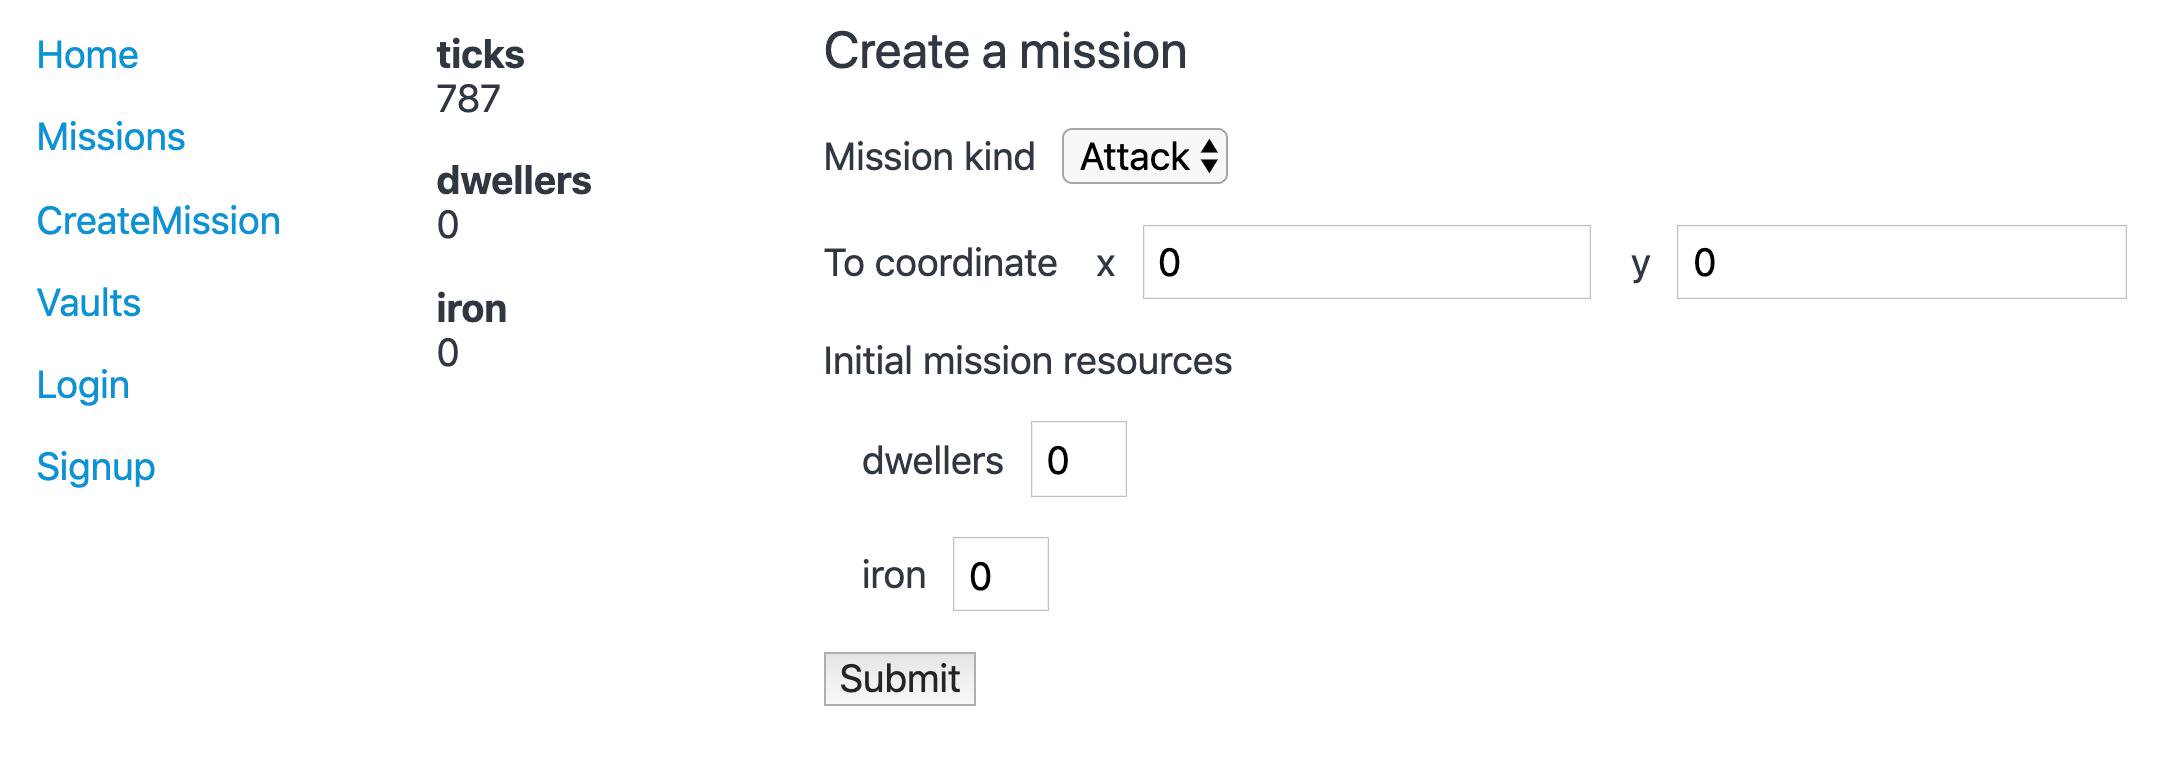 Home
Missions
CreateMission
Vaults
Login
Signup
ticks
787
dwellers
0
iron
0
Create a mission
Mission kind Attack
To coordinate x 0 y 0
Initial mission resources
dwellers 0
iron 0
Submit